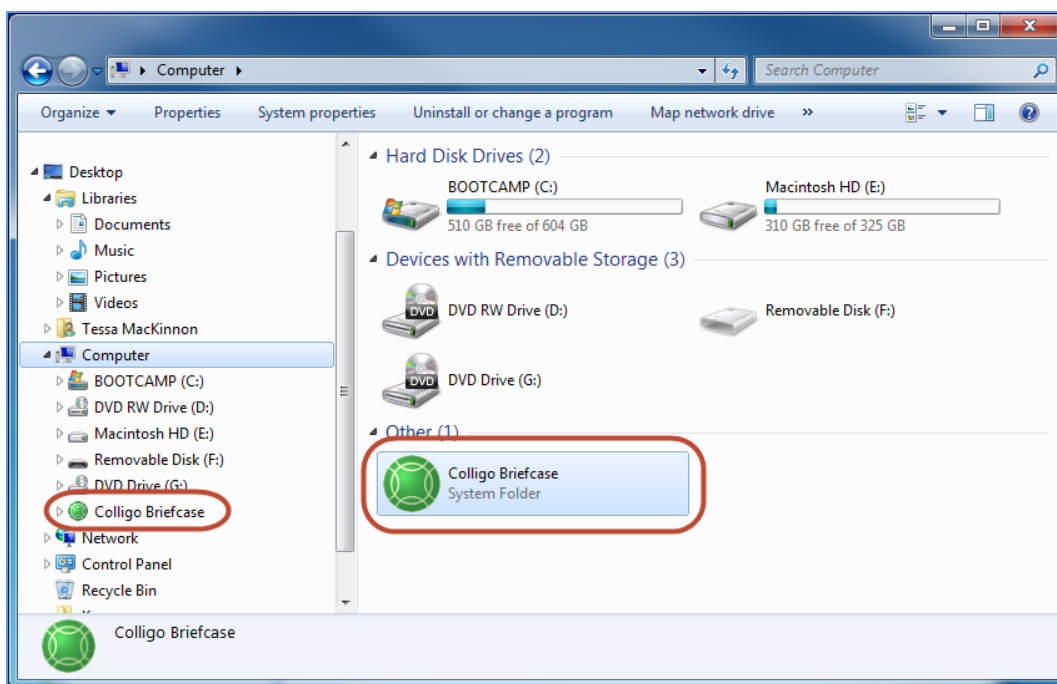 Computer
Search Computer
Organize Properties System properties Uninstall or change a program Map network drive »
Desktop
Libraries
Documents
Music
Pictures
Videos
Tessa MacKinnon
Computer
BOOTCAMP (C:)
DVD RW Drive (D:)
Macintosh HD (E:)
Removable Disk (F:)
DVD Drive (G:)
Colligo Briefcase
Network
Control Panel
Recycle Bin
Hard Disk Drives (2)
BOOTCAMP (C:)
510 GB free of 604 GB
Macintosh HD (E:)
310 GB free of 325 GB
Devices with Removable Storage (3)
DVD
DVD RW Drive (D:)
Removable Disk (F:)
DVD
DVD Drive (G:)
Other (1)
Colligo Briefcase
System Folder
Colligo Briefcase